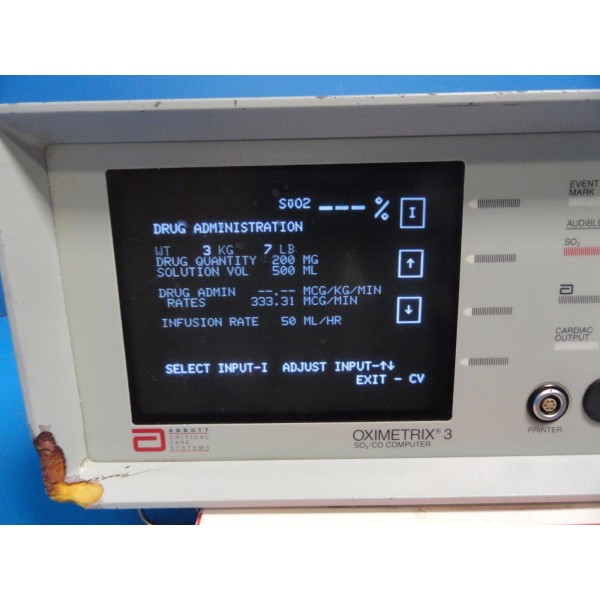 Sv̄O2 --- % I
DRUG ADMINISTRATION
WT 3 KG 7 LB
DRUG QUANTITY 200 MG
SOLUTION VOL 500 ML
↑
DRUG ADMIN --.-- MCG/KG/MIN
RATES 333.31 MCG/MIN
↓
INFUSION RATE 50 ML/HR
SELECT INPUT-I ADJUST INPUT-↑↓
EXIT - CV
EVENT
MARK
AUDIBLE
SO₂
CARDIAC
OUTPUT
PRINTER
ABBOTT
CRITICAL
CARE
SYSTEMS
OXIMETRIX® 3
SO₂/CO COMPUTER